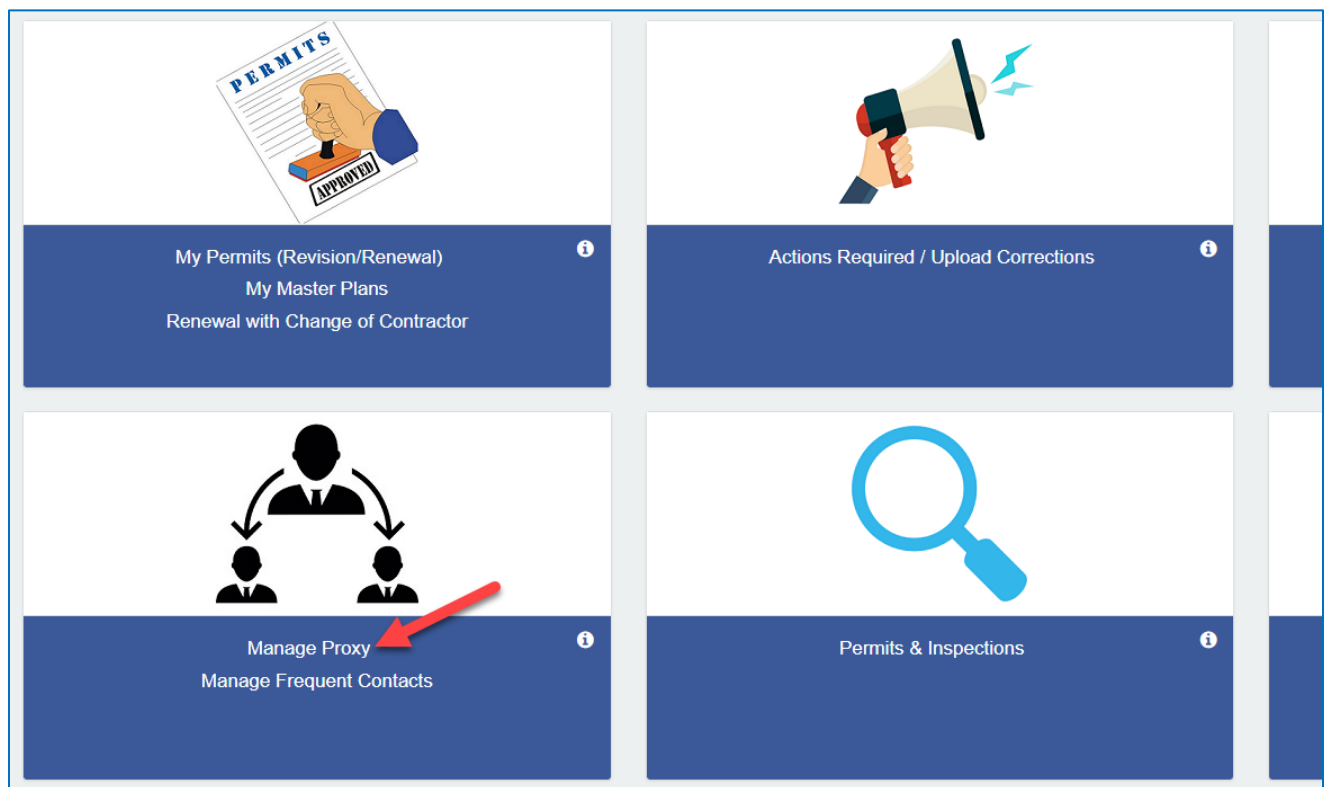 PERMITS
APPROVED
My Permits (Revision/Renewal)
My Master Plans
Renewal with Change of Contractor
Actions Required / Upload Corrections
Manage Proxy
Manage Frequent Contacts
Permits & Inspections